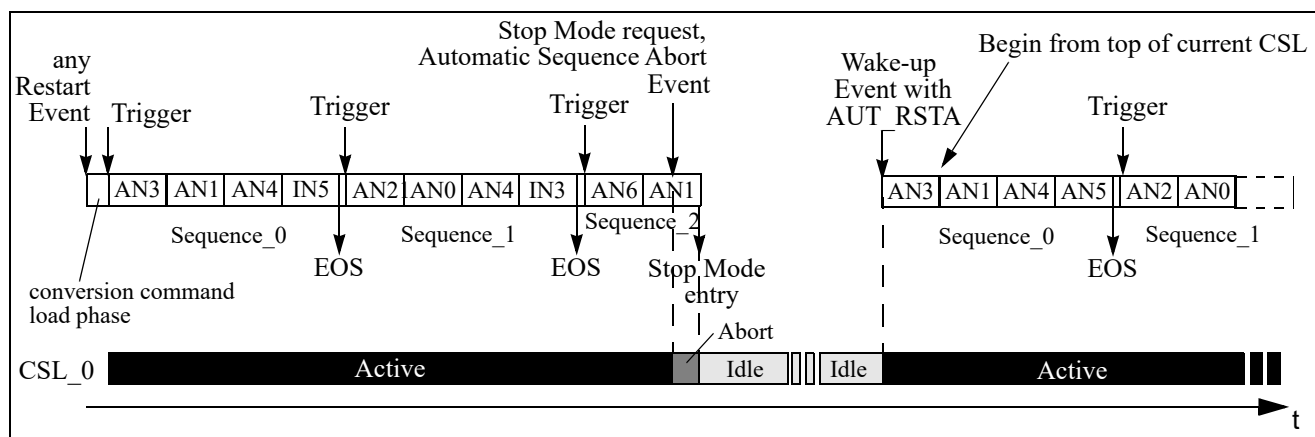 Stop Mode request,
Automatic Sequence Abort
Event
any
Restart
Event
Trigger
Trigger
Trigger
Wake-up
Event with
AUT_RSTA
Begin from top of current CSL
Trigger
AN3 AN1 AN4 IN5 AN21 AN0 AN4 IN3 AN6 AN1
AN3 AN1 AN4 AN5 AN2 AN0
Sequence_0
Sequence_1
Sequence_2
Sequence_0
Sequence_1
EOS
EOS
Stop Mode
entry
EOS
conversion command
load phase
Abort
CSL_0
Active
Idle
Idle
Active
t